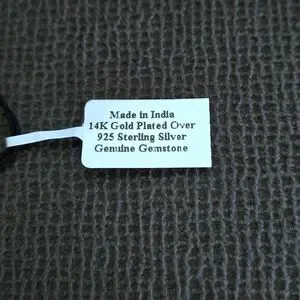 Made in India
14K Gold Plated Over
925 Sterling Silver
Genuine Gemstone